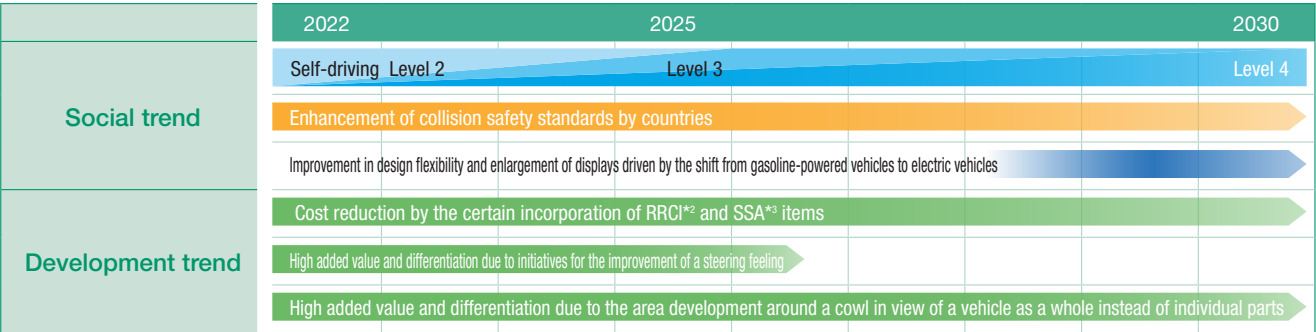 2022 2025 2030
Social trend
Self-driving Level 2 Level 3 Level 4
Enhancement of collision safety standards by countries
Improvement in design flexibility and enlargement of displays driven by the shift from gasoline-powered vehicles to electric vehicles
Development trend
Cost reduction by the certain incorporation of RRCI*2 and SSA*3 items
High added value and differentiation due to initiatives for the improvement of a steering feeling
High added value and differentiation due to the area development around a cowl in view of a vehicle as a whole instead of individual parts